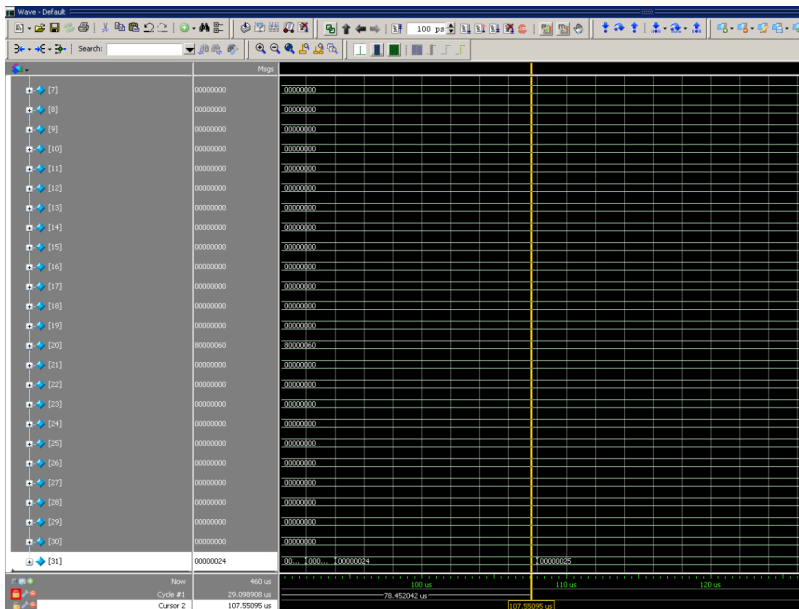 Wave - Default
100 ps
Search:
Msgs
[7] 00000000 00000000
[8] 00000000 00000000
[9] 00000000 00000000
[10] 00000000 00000000
[11] 00000000 00000000
[12] 00000000 00000000
[13] 00000000 00000000
[14] 00000000 00000000
[15] 00000000 00000000
[16] 00000000 00000000
[17] 00000000 00000000
[18] 00000000 00000000
[19] 00000000 00000000
[20] 80000060 80000060
[21] 00000000 00000000
[22] 00000000 00000000
[23] 00000000 00000000
[24] 00000000 00000000
[25] 00000000 00000000
[26] 00000000 00000000
[27] 00000000 00000000
[28] 00000000 00000000
[29] 00000000 00000000
[30] 00000000 00000000
[31] 00000024 00... 000... 00000024 00000025
Now 460 us 100 us 110 us 120 us
Cycle #1 29.098908 us 78.452042 us
Cursor 2 107.55095 us 107.55095 us